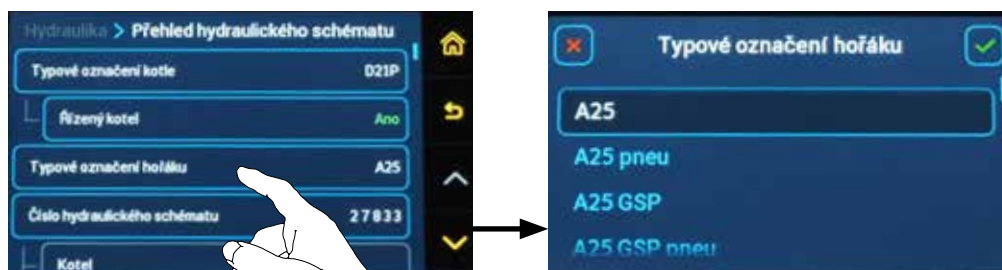 Hydraulika > Přehled hydraulického schématu
Typové označení kotle D21P
Řízený kotel Ano
Typové označení hořáku A25
Číslo hydraulického schématu 27833
Kotel
Typové označení hořáku
A25
A25 pneu
A25 GSP
A25 GSP pneu